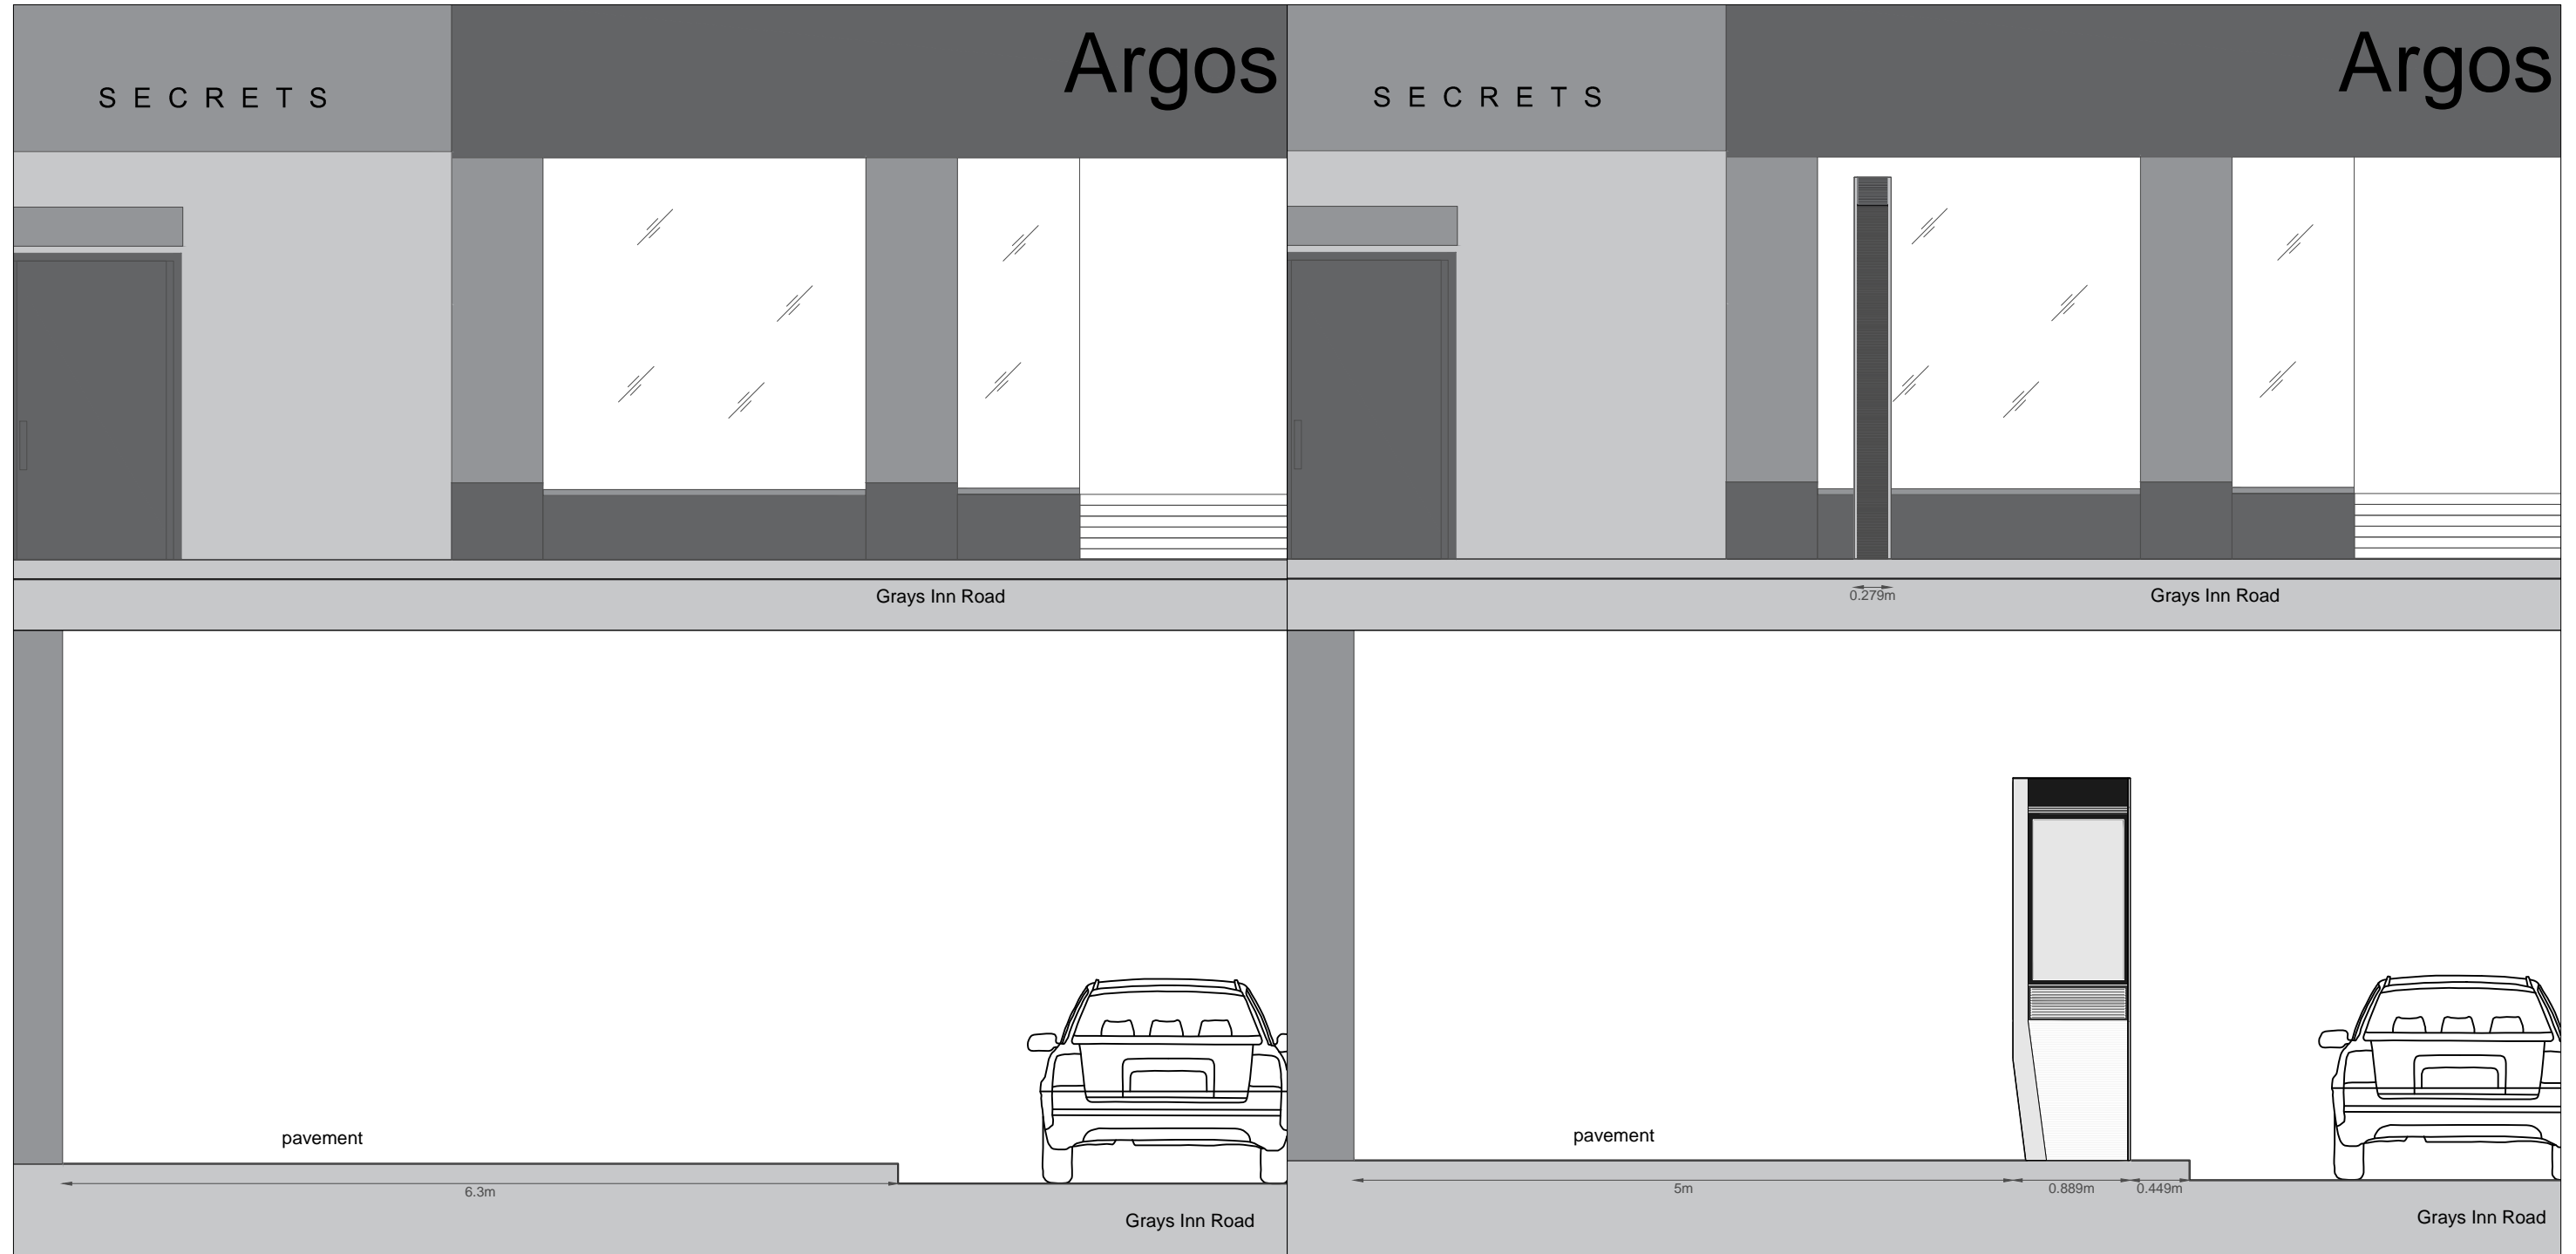 SECRETS
Argos
Grays Inn Road
SECRETS
Argos
0.279m
Grays Inn Road
pavement
6.3m
Grays Inn Road
pavement
5m
0.889m
0.449m
Grays Inn Road